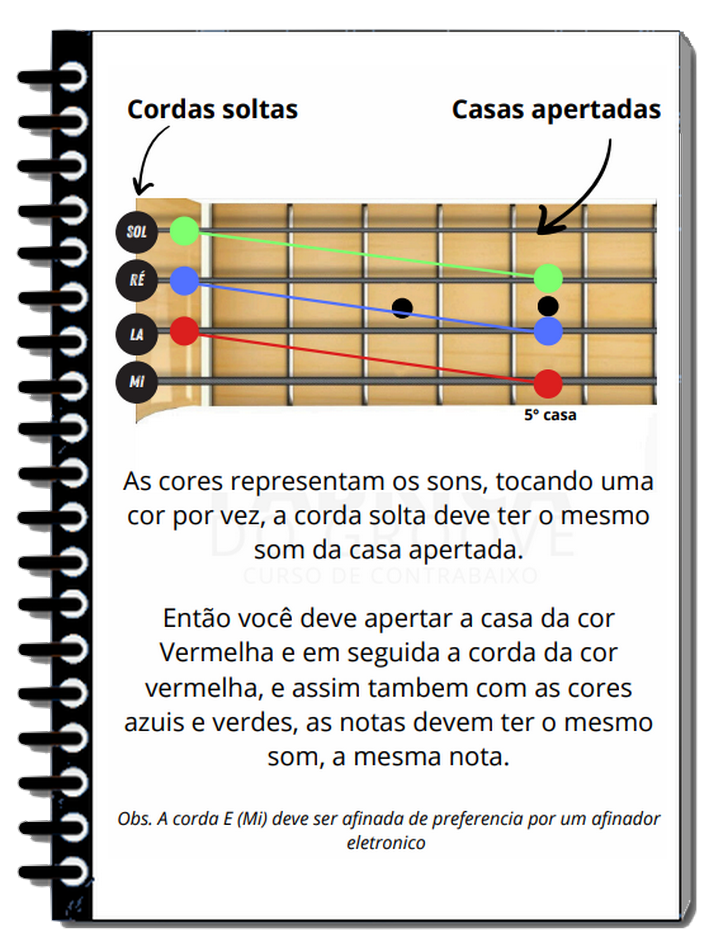 Cordas soltas
Casas apertadas
SOL
RÉ
LA
MI
5° casa
As cores representam os sons, tocando uma
cor por vez, a corda solta deve ter o mesmo
som da casa apertada.
DO GROOVE
CURSO DE CONTRABAIXO
Então você deve apertar a casa da cor
Vermelha e em seguida a corda da cor
vermelha, e assim tambem com as cores
azuis e verdes, as notas devem ter o mesmo
som, a mesma nota.
Obs. A corda E (Mi) deve ser afinada de preferencia por um afinador
eletronico